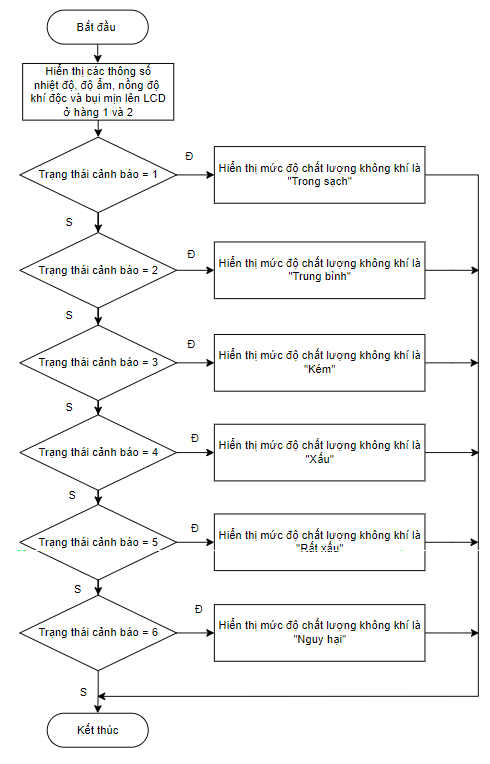 Bắt đầu
Hiển thị các thông số
nhiệt độ, độ ẩm, nồng độ
khí độc và bụi mịn lên LCD
ở hàng 1 và 2
Trạng thái cảnh báo = 1
Đ
Hiển thị mức độ chất lượng không khí là
"Trong sạch"
S
Trạng thái cảnh báo = 2
Đ
Hiển thị mức độ chất lượng không khí là
"Trung bình"
S
Trạng thái cảnh báo = 3
Đ
Hiển thị mức độ chất lượng không khí là
"Kém"
S
Trạng thái cảnh báo = 4
Đ
Hiển thị mức độ chất lượng không khí là
"Xấu"
S
Trạng thái cảnh báo = 5
Đ
Hiển thị mức độ chất lượng không khí là
"Rất xấu"
S
Trạng thái cảnh báo = 6
Đ
Hiển thị mức độ chất lượng không khí là
"Nguy hại"
S
Kết thúc